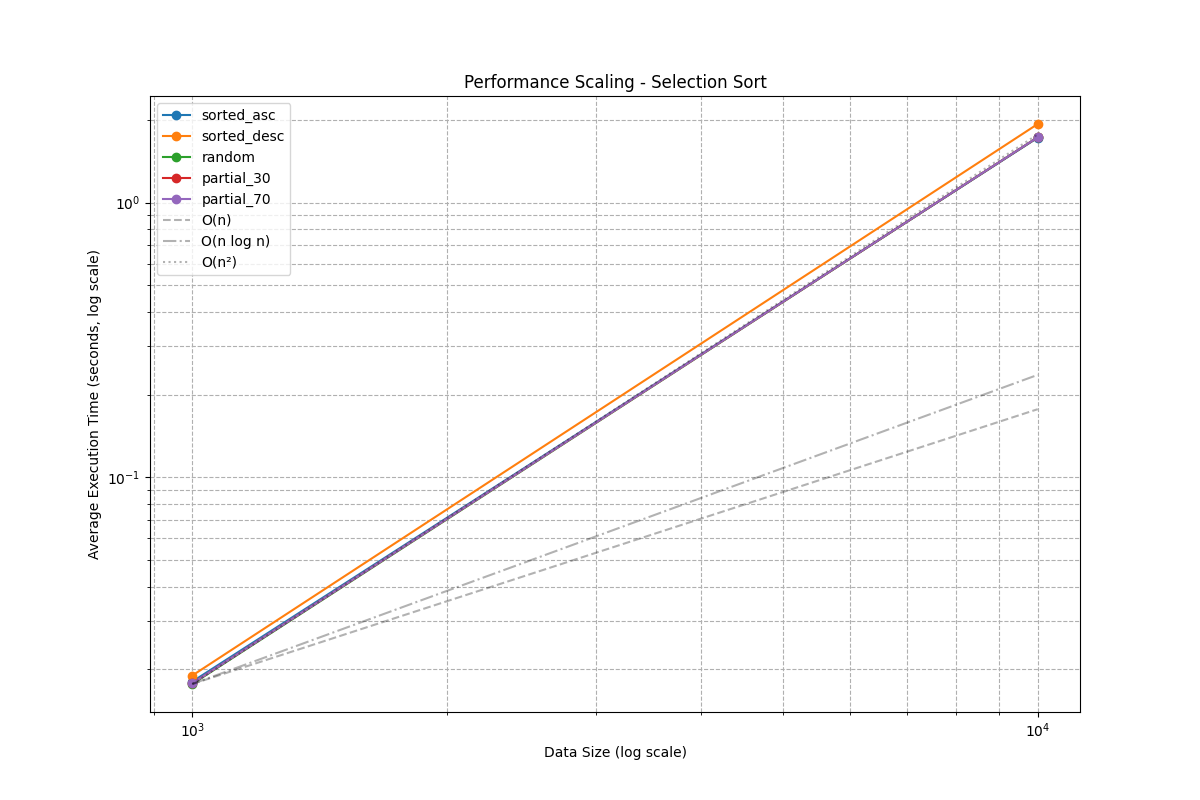 Performance Scaling - Selection Sort
sorted_asc
sorted_desc
random
partial_30
partial_70
O(n)
O(n log n)
O(n²)
Average Execution Time (seconds, log scale)
10⁰
10⁻¹
10³
10⁴
Data Size (log scale)